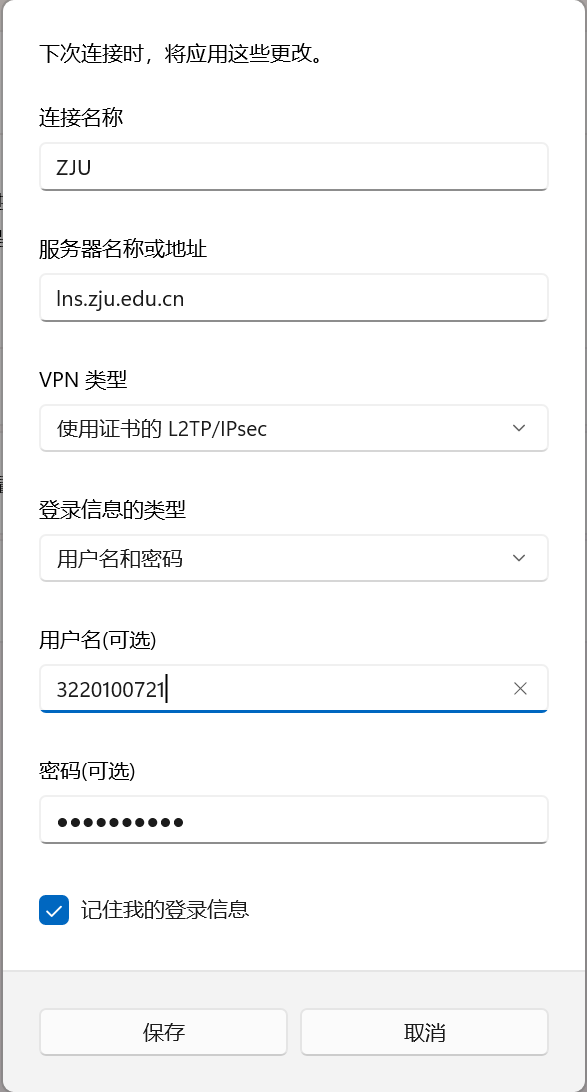 下次连接时，将应用这些更改。
连接名称
ZJU
服务器名称或地址
lns.zju.edu.cn
VPN 类型
使用证书的 L2TP/IPsec
登录信息的类型
用户名和密码
用户名(可选)
3220100721
密码(可选)
●●●●●●●●●●
记住我的登录信息
保存
取消